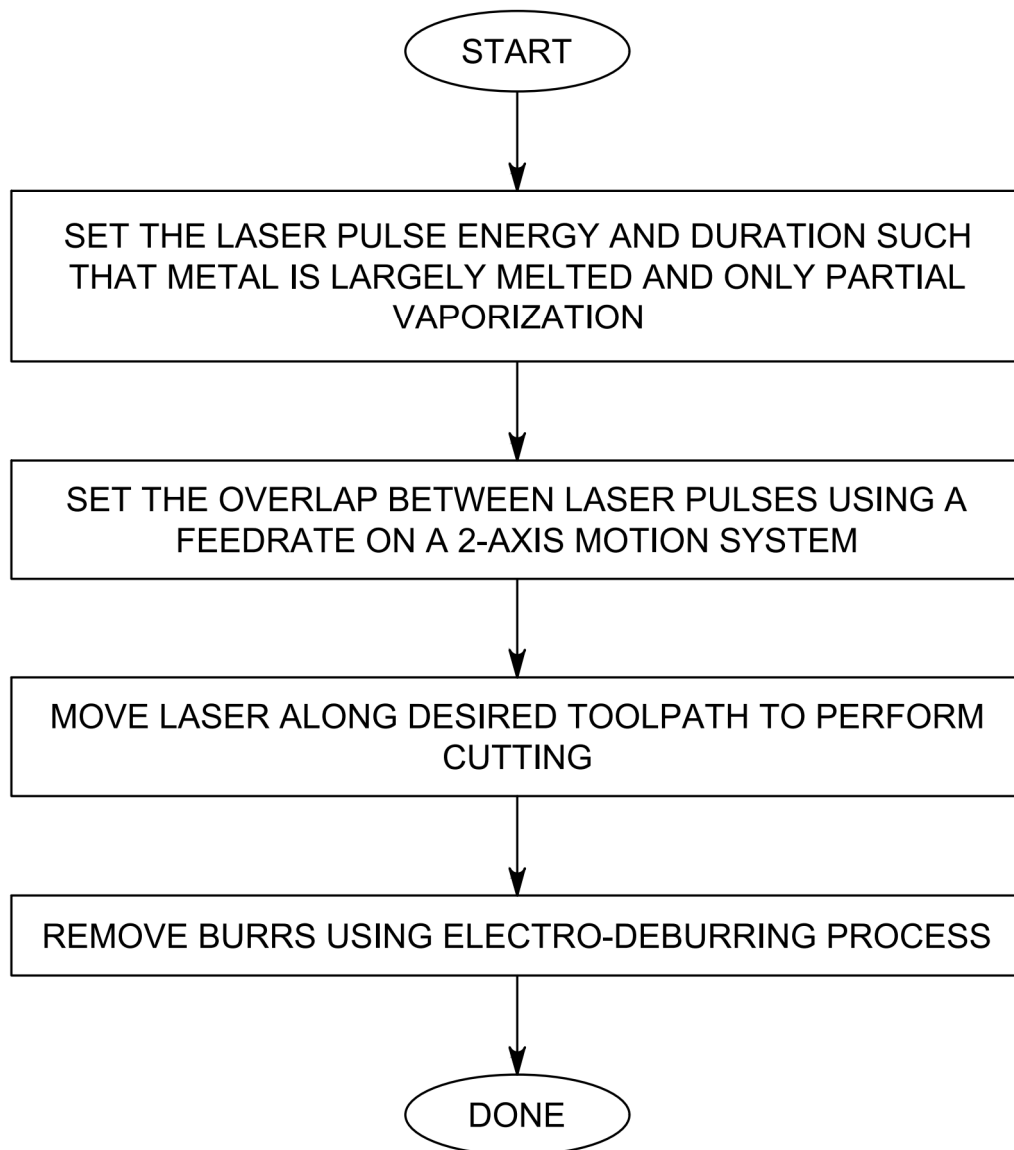 START
SET THE LASER PULSE ENERGY AND DURATION SUCH
THAT METAL IS LARGELY MELTED AND ONLY PARTIAL
VAPORIZATION
SET THE OVERLAP BETWEEN LASER PULSES USING A
FEEDRATE ON A 2-AXIS MOTION SYSTEM
MOVE LASER ALONG DESIRED TOOLPATH TO PERFORM
CUTTING
REMOVE BURRS USING ELECTRO-DEBURRING PROCESS
DONE